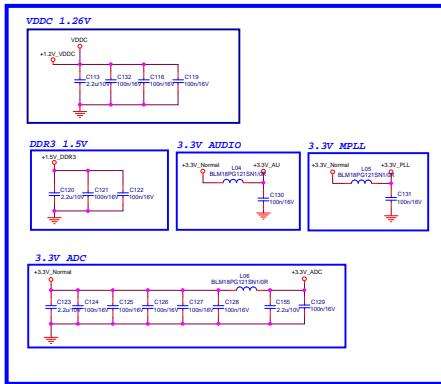 VDDC 1.26V
VDDC
+1.2V_VDDC
C113 C132 C116 C119
2.2u/10V 100n/16V 100n/16V 100n/16V
DDR3 1.5V
+1.5V_DDR3
C120 C121 C122
2.2u/10V 100n/16V 100n/16V
3.3V AUDIO
+3.3V_Normal L04 +3.3V_AU
BLM18PG121SN1/0R
C130
100n/16V
3.3V MPLL
+3.3V_Normal L05 +3.3V_PLL
BLM18PG121SN1/0R
C131
100n/16V
3.3V ADC
+3.3V_Normal L06 +3.3V_ADC
BLM18PG121SN1/0R
C123 C124 C125 C126 C127 C128 C155 C129
2.2u/10V 100n/16V 100n/16V 100n/16V 100n/16V 100n/16V 2.2u/10V 100n/16V